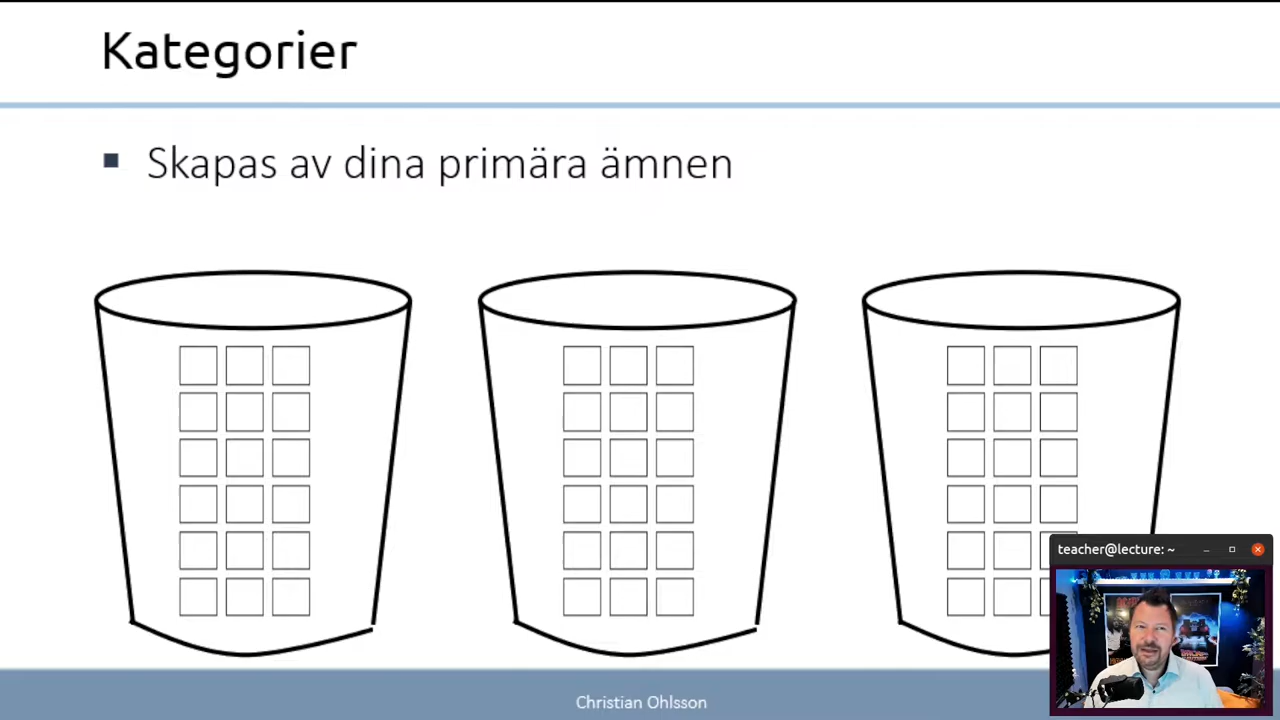 Kategorier
Skapas av dina primära ämnen
teacher@lecture: ~
Christian Ohlsson